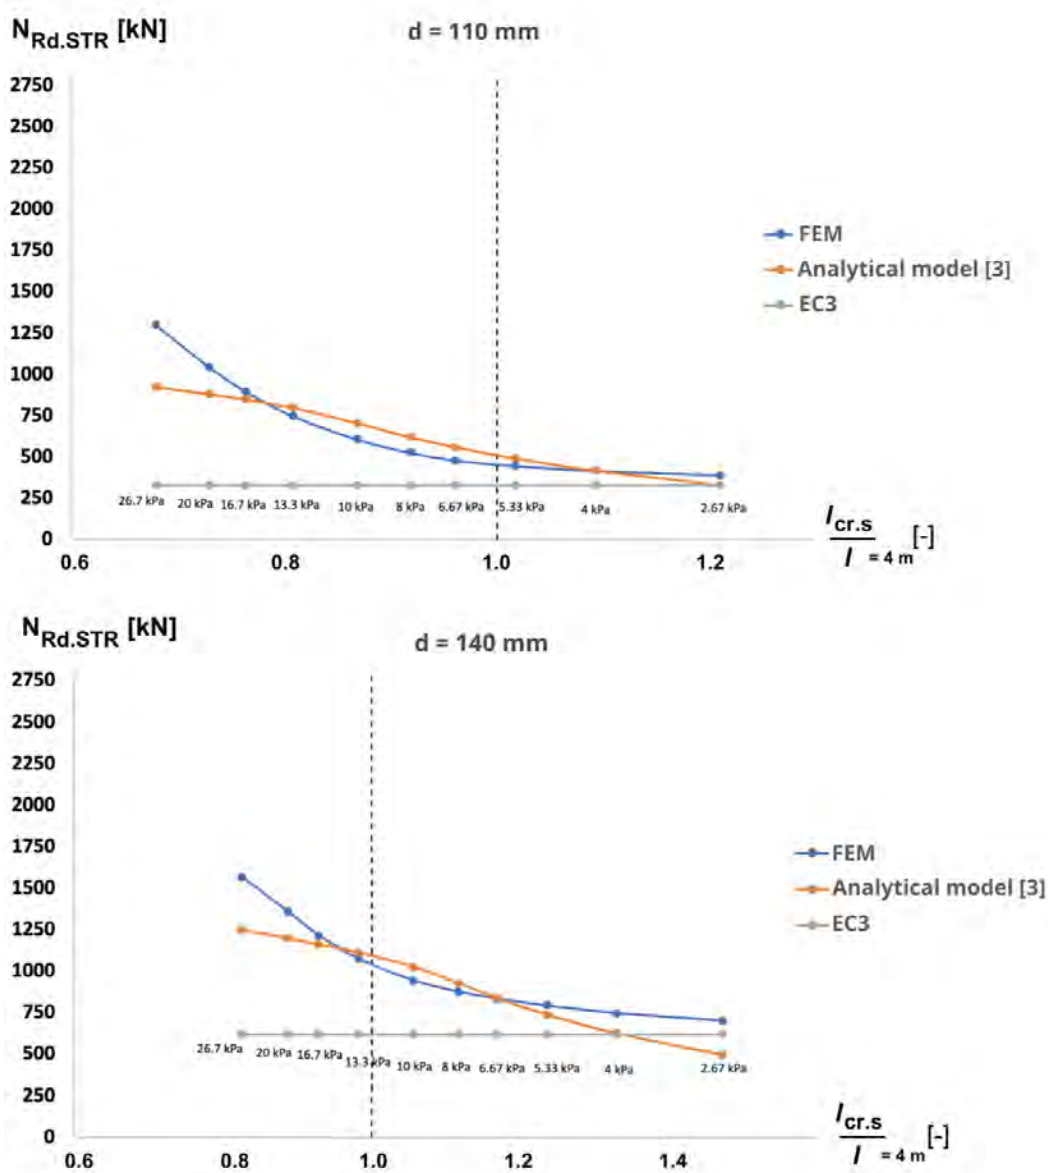 N_Rd.STR [kN]
d = 110 mm
2750
2500
2250
2000
1750
1500
1250
1000
750
500
250
0
FEM
Analytical model [3]
EC3
26.7 kPa 20 kPa 16.7 kPa 13.3 kPa 10 kPa 8 kPa 6.67 kPa 5.33 kPa 4 kPa 2.67 kPa
0.6 0.8 1.0 1.2
l_cr.s
l = 4 m [-]
N_Rd.STR [kN]
d = 140 mm
2750
2500
2250
2000
1750
1500
1250
1000
750
500
250
0
FEM
Analytical model [3]
EC3
26.7 kPa 20 kPa 16.7 kPa 13.3 kPa 10 kPa 8 kPa 6.67 kPa 5.33 kPa 4 kPa 2.67 kPa
0.6 0.8 1.0 1.2 1.4
l_cr.s
l = 4 m [-]